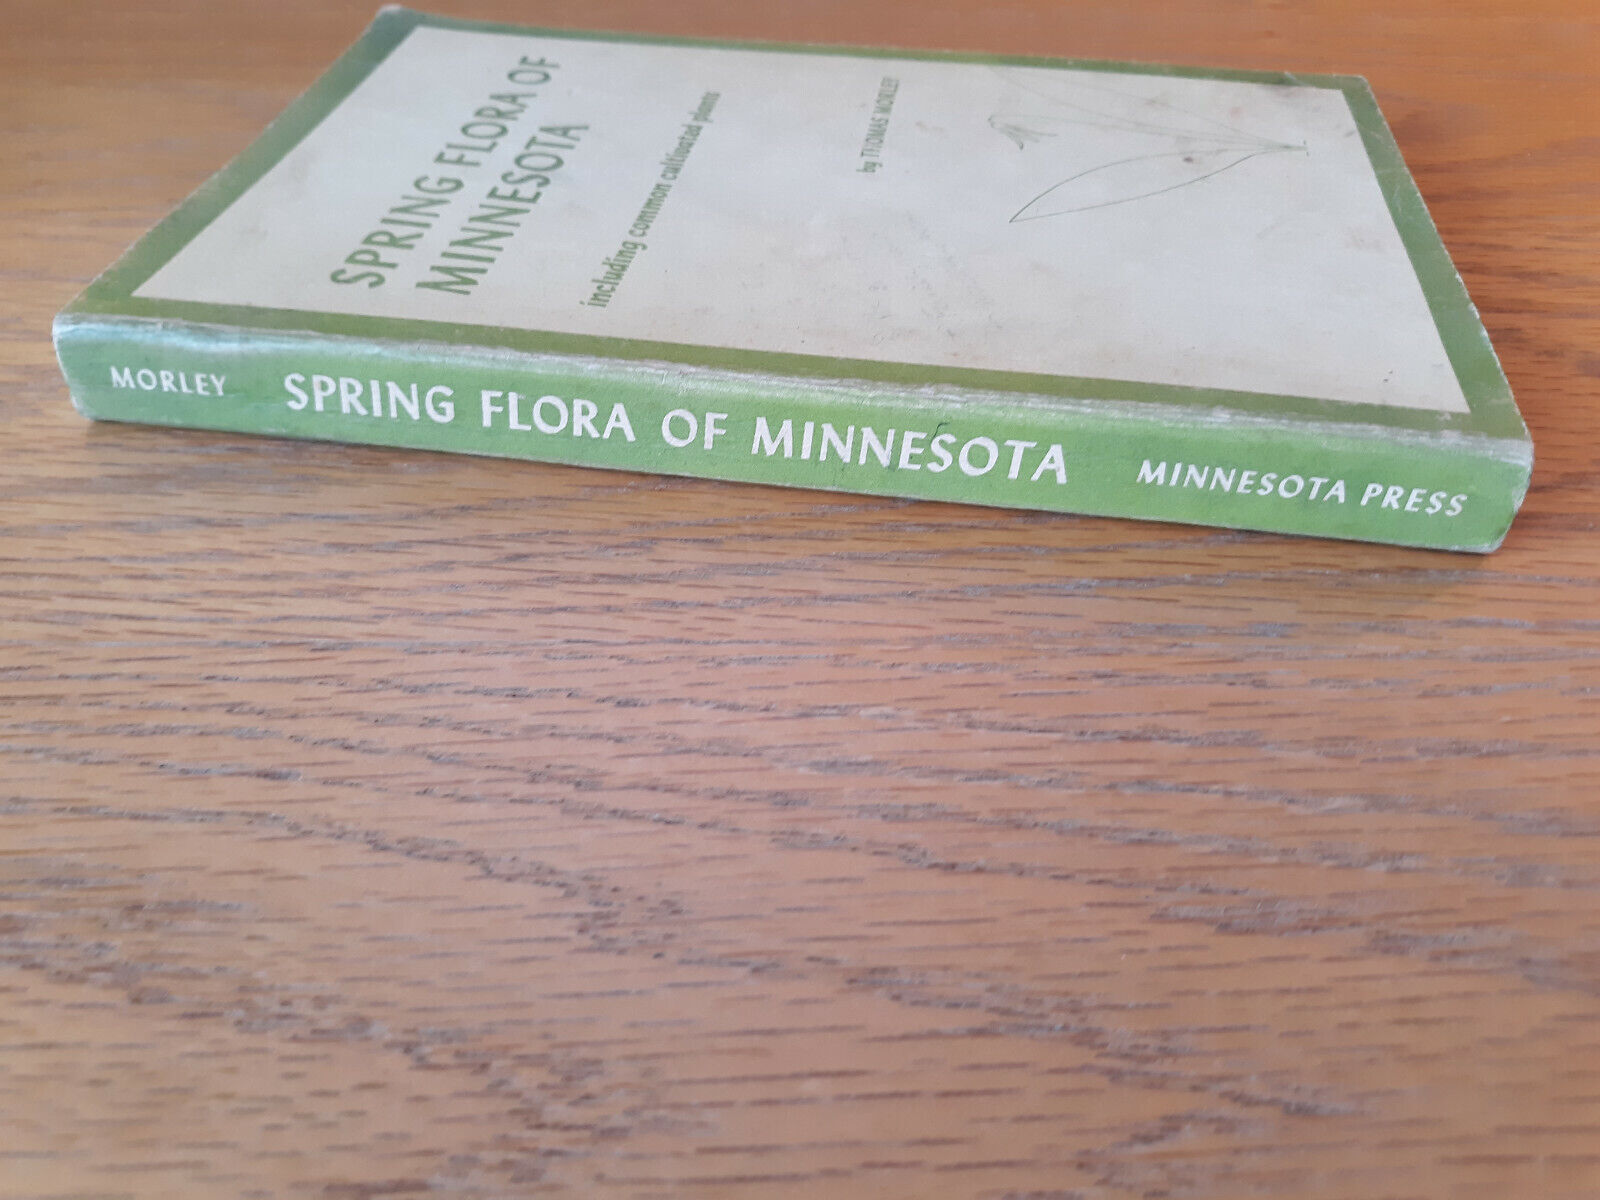 SPRING FLORA OF
MINNESOTA
including common cultivated plants
by THOMAS MORLEY
MORLEY SPRING FLORA OF MINNESOTA MINNESOTA PRESS